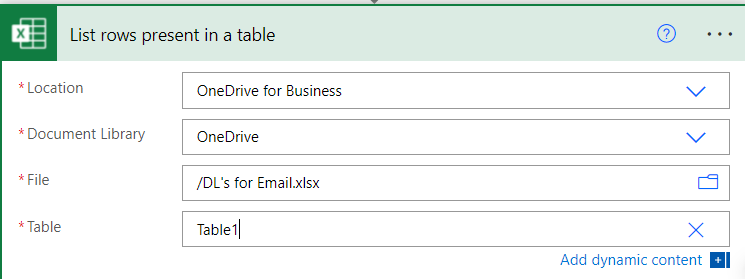 List rows present in a table
* Location OneDrive for Business
* Document Library OneDrive
* File /DL's for Email.xlsx
* Table Table1
Add dynamic content